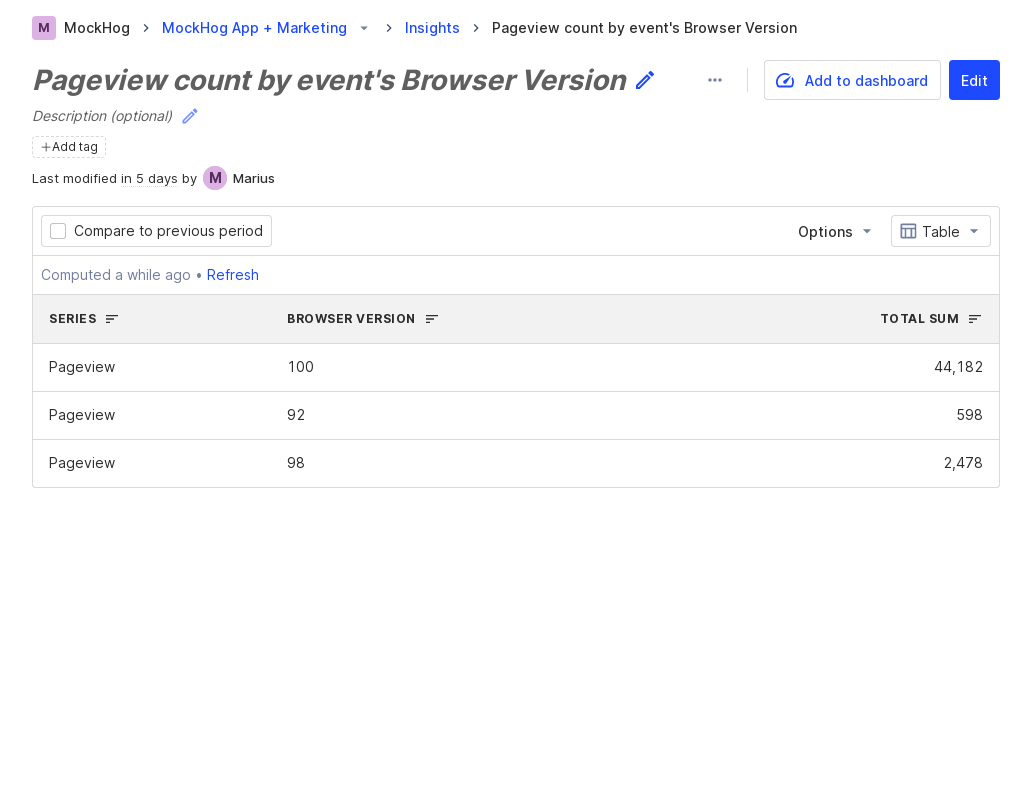 M MockHog > MockHog App + Marketing > Insights > Pageview count by event's Browser Version
Pageview count by event's Browser Version
Add to dashboard
Edit
Description (optional)
+Add tag
Last modified in 5 days by M Marius
Compare to previous period
Options
Table
Computed a while ago • Refresh
SERIES BROWSER VERSION TOTAL SUM
Pageview 100 44,182
Pageview 92 598
Pageview 98 2,478